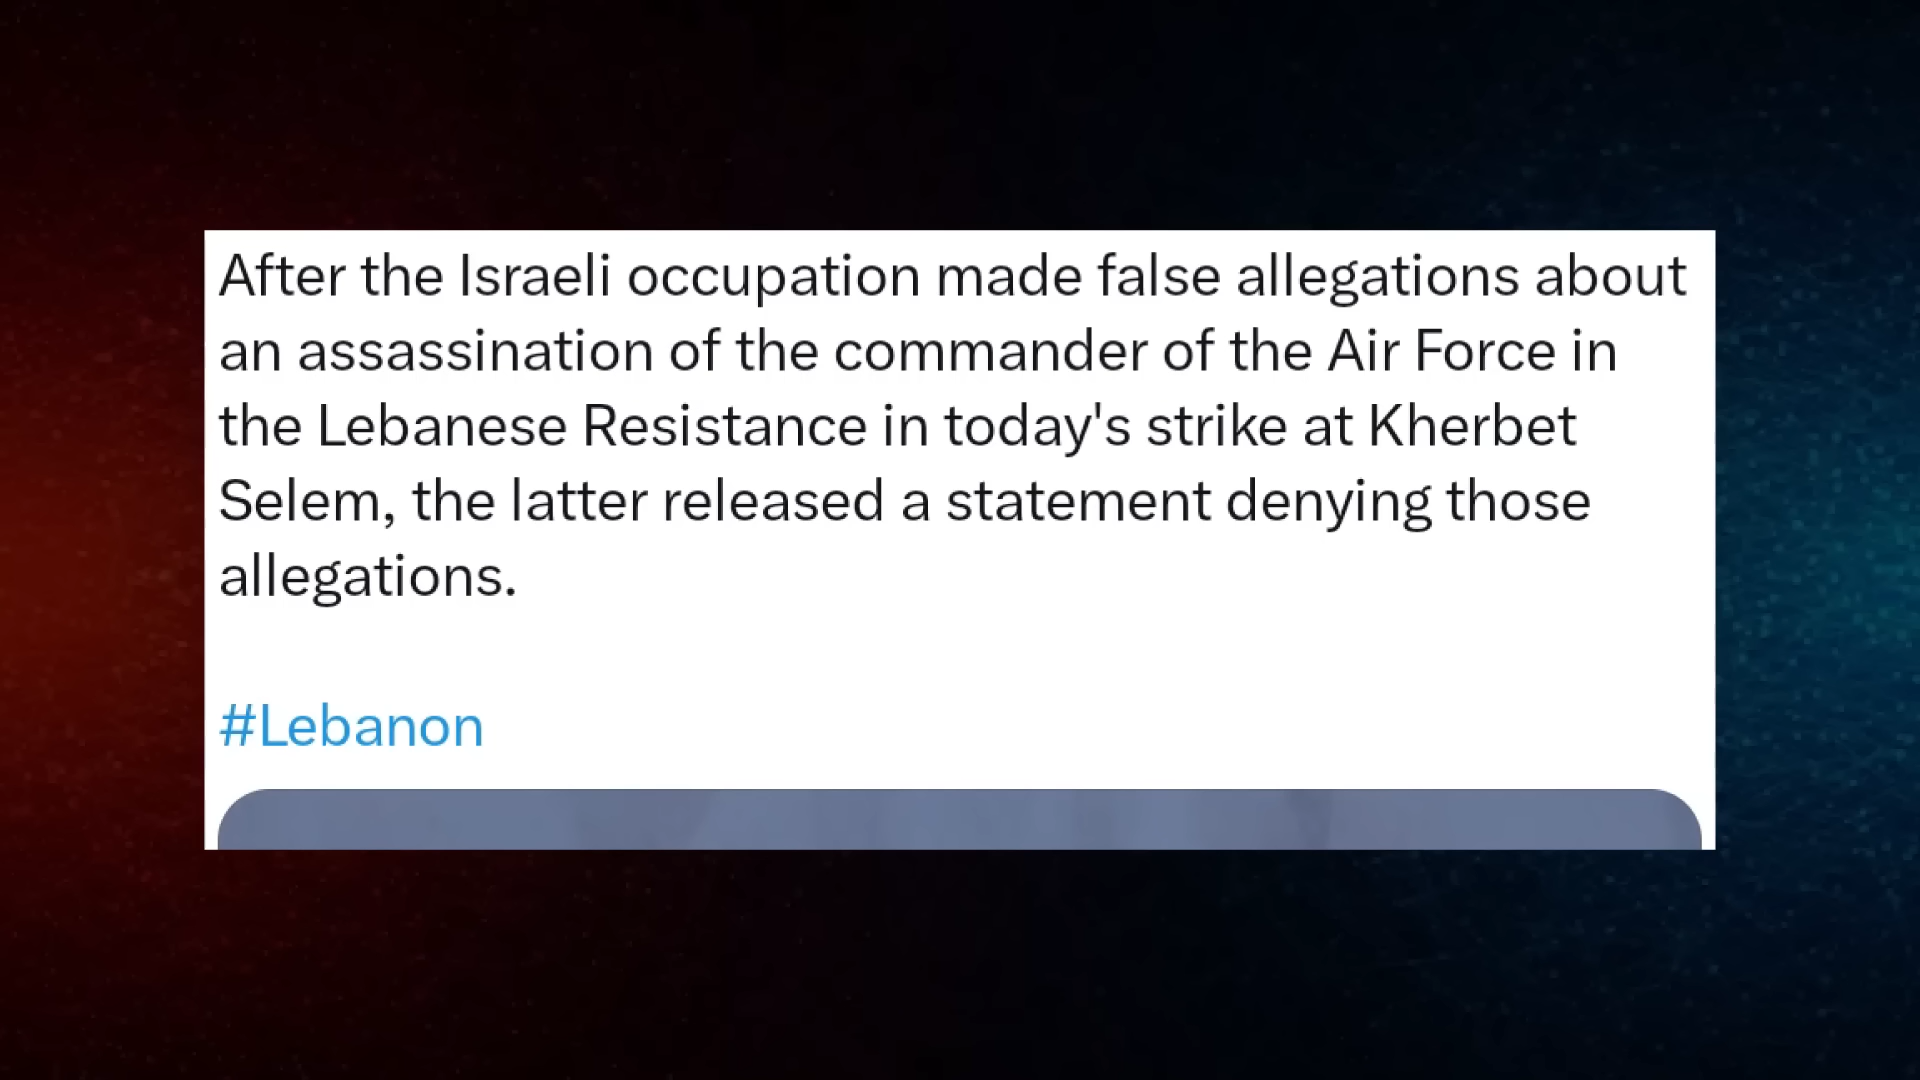 After the Israeli occupation made false allegations about
an assassination of the commander of the Air Force in
the Lebanese Resistance in today's strike at Kherbet
Selem, the latter released a statement denying those
allegations.
#Lebanon